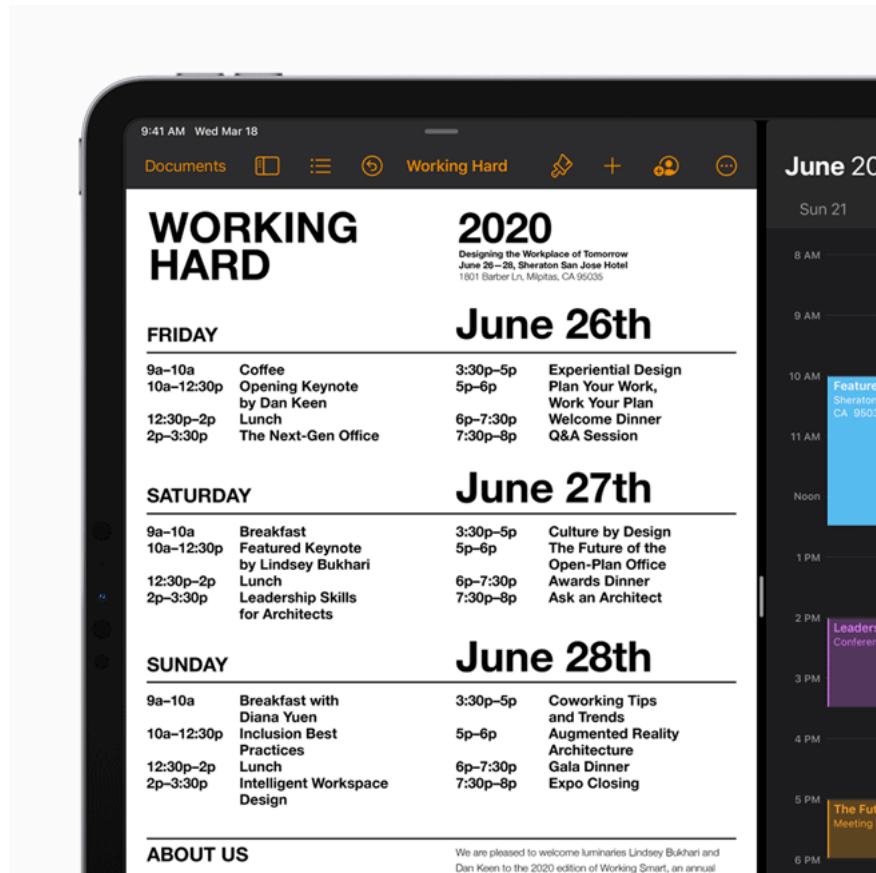 9:41 AM Wed Mar 18
Documents
Working Hard
WORKING
HARD
2020
Designing the Workplace of Tomorrow
June 26—28, Sheraton San Jose Hotel
1801 Barber Ln, Milpitas, CA 95035
FRIDAY
June 26th
9a–10a Coffee
10a–12:30p Opening Keynote
by Dan Keen
12:30p–2p Lunch
2p–3:30p The Next-Gen Office
3:30p–5p Experiential Design
5p–6p Plan Your Work,
Work Your Plan
6p–7:30p Welcome Dinner
7:30p–8p Q&A Session
SATURDAY
June 27th
9a–10a Breakfast
10a–12:30p Featured Keynote
by Lindsey Bukhari
12:30p–2p Lunch
2p–3:30p Leadership Skills
for Architects
3:30p–5p Culture by Design
5p–6p The Future of the
Open-Plan Office
6p–7:30p Awards Dinner
7:30p–8p Ask an Architect
SUNDAY
June 28th
9a–10a Breakfast with
Diana Yuen
10a–12:30p Inclusion Best
Practices
12:30p–2p Lunch
2p–3:30p Intelligent Workspace
Design
3:30p–5p Coworking Tips
and Trends
5p–6p Augmented Reality
Architecture
6p–7:30p Gala Dinner
7:30p–8p Expo Closing
ABOUT US
We are pleased to welcome luminaries Lindsey Bukhari and
Dan Keen to the 2020 edition of Working Smart, an annual
June 20
Sun 21
8 AM
9 AM
10 AM
Feature
Sheraton
CA 9503
11 AM
Noon
1 PM
2 PM
Leaders
Conferen
3 PM
4 PM
5 PM
The Fut
Meeting
6 PM